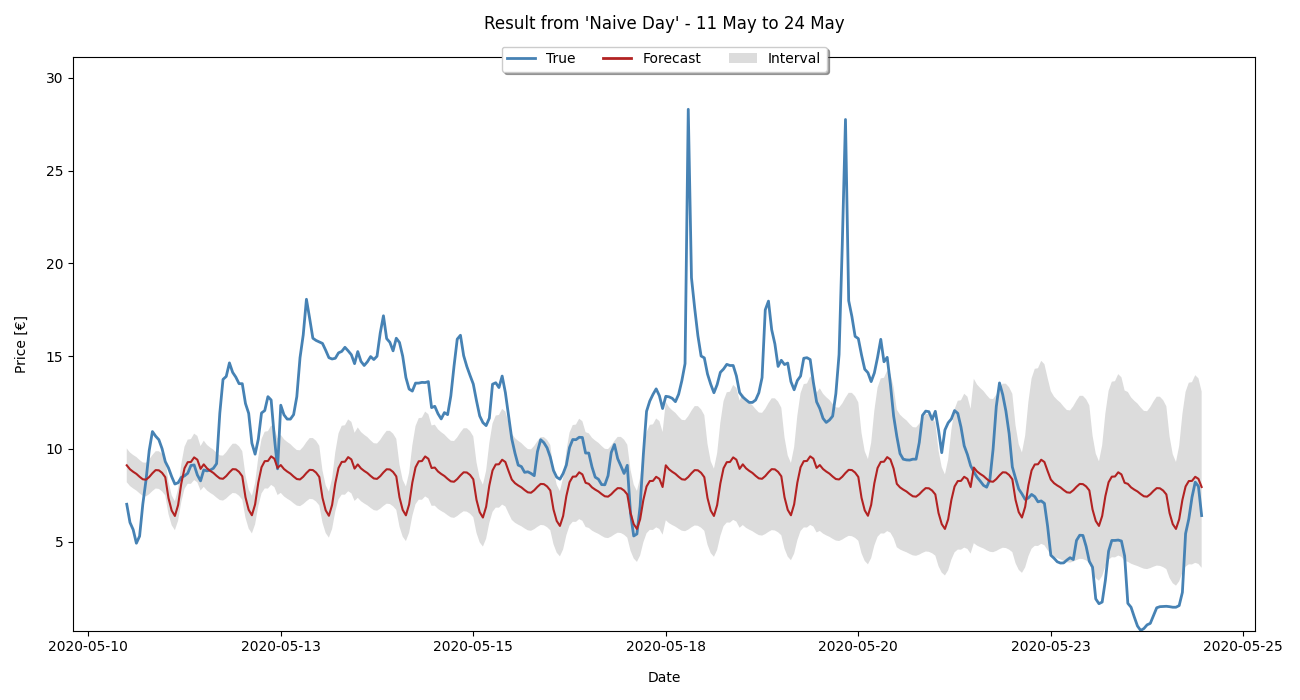 Result from 'Naive Day' - 11 May to 24 May
True Forecast Interval
Price [€]
30
25
20
15
10
5
2020-05-10 2020-05-13 2020-05-15 2020-05-18 2020-05-20 2020-05-23 2020-05-25
Date